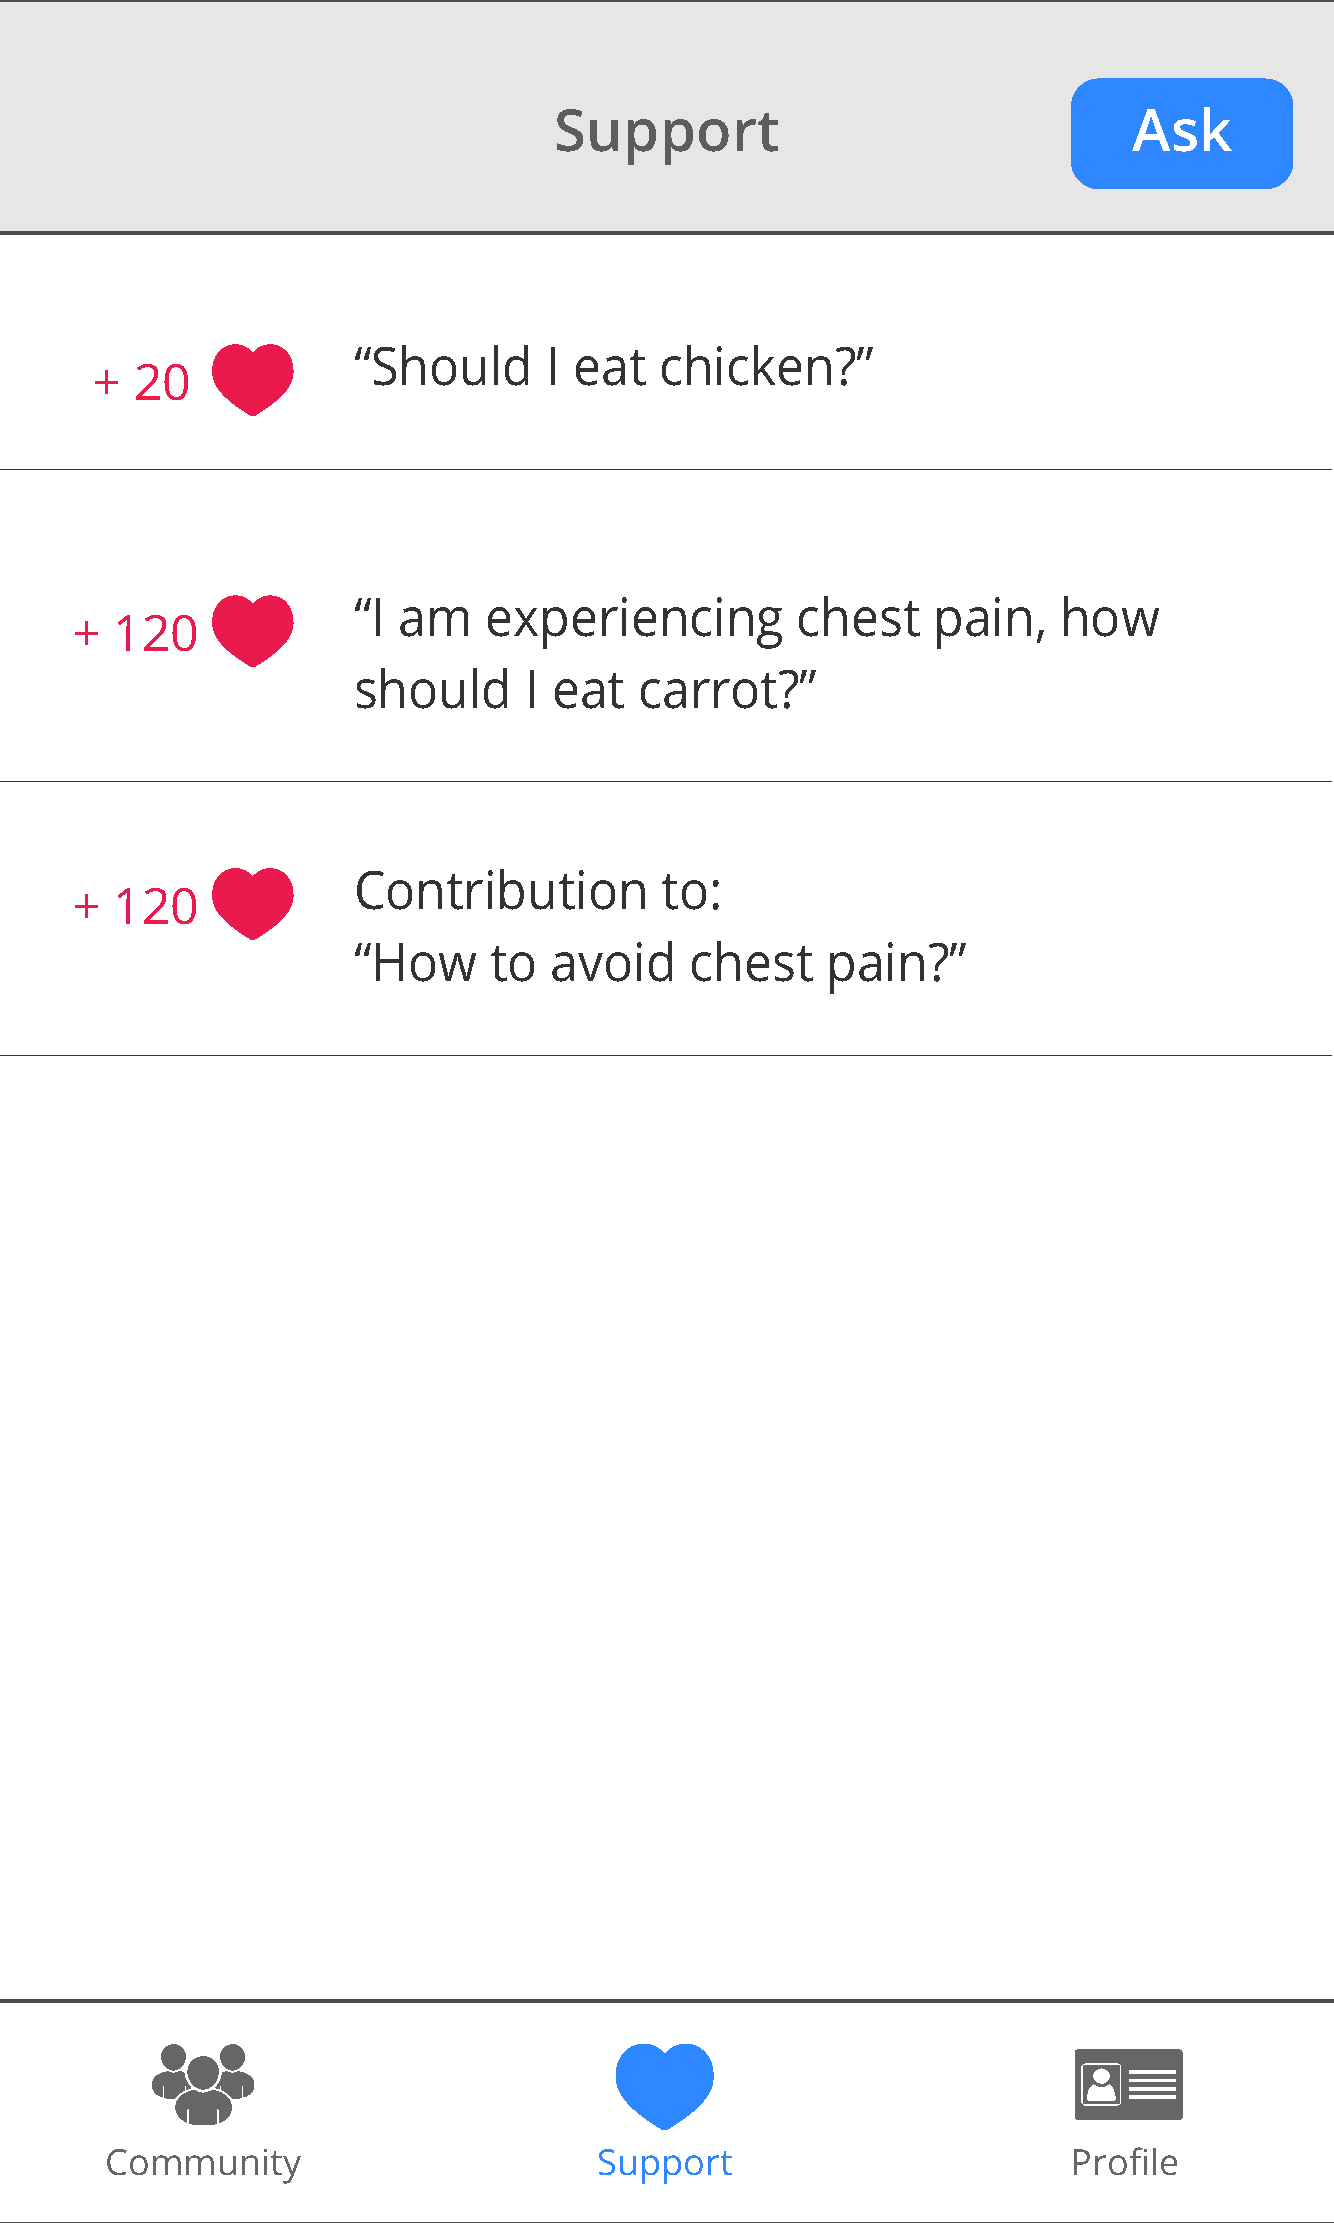 Support
Ask
+ 20
“Should I eat chicken?”
+ 120
“I am experiencing chest pain, how
should I eat carrot?”
+ 120
Contribution to:
“How to avoid chest pain?”
Community
Support
Profile